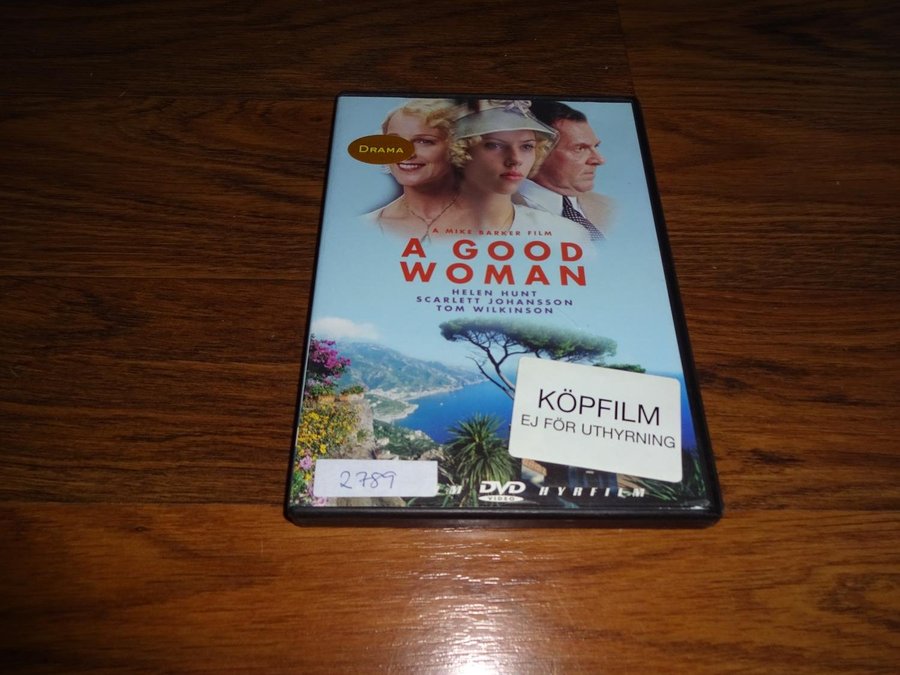 DRAMA
A MIKE BARKER FILM
A GOOD
WOMAN
HELEN HUNT
SCARLETT JOHANSSON
TOM WILKINSON
KÖPFILM
EJ FÖR UTHYRNING
2789
DVD
VIDEO
HYRFILM